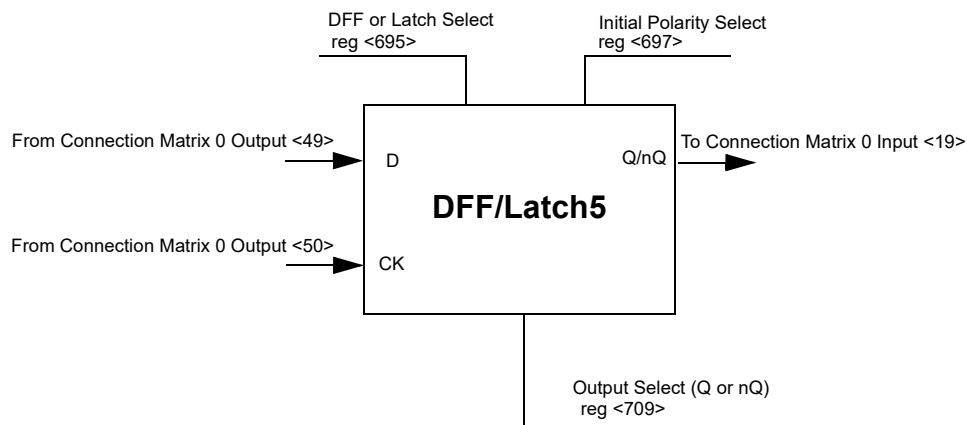 DFF or Latch Select
reg <695>
Initial Polarity Select
reg <697>
From Connection Matrix 0 Output <49>
D
Q/nQ
To Connection Matrix 0 Input <19>
DFF/Latch5
From Connection Matrix 0 Output <50>
CK
Output Select (Q or nQ)
reg <709>